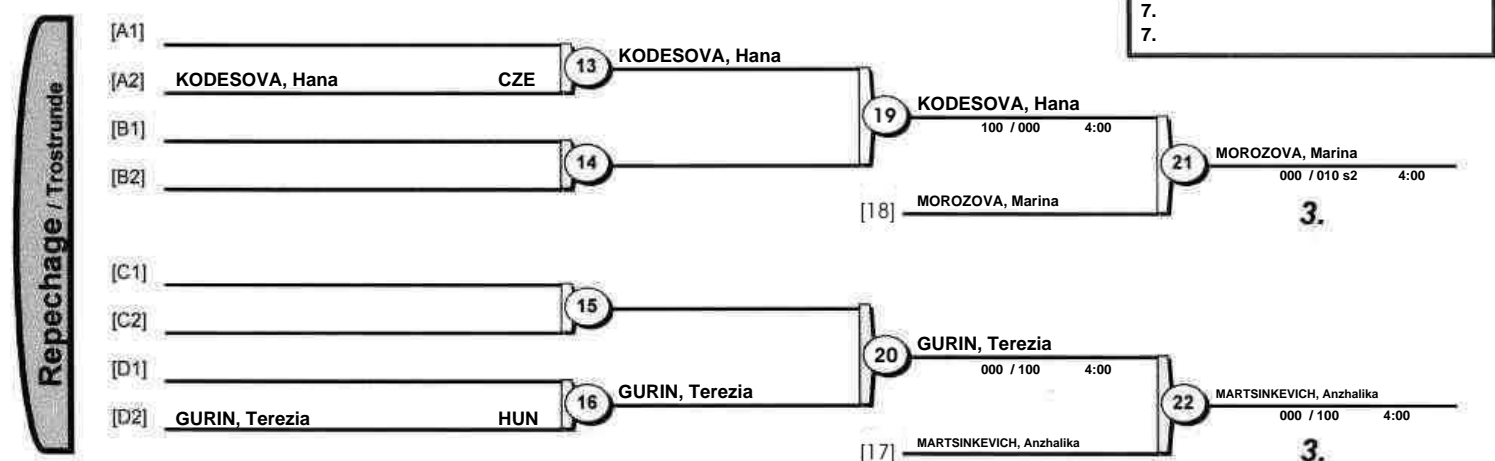 7.
7.
Repechage / Trostrunde
[A1]
[A2] KODESOVA, Hana CZE
13
KODESOVA, Hana
[B1]
[B2]
14
19
KODESOVA, Hana
100 / 000 4:00
[18] MOROZOVA, Marina
21
MOROZOVA, Marina
000 / 010 s2 4:00
3.
[C1]
[C2]
15
[D1]
[D2] GURIN, Terezia HUN
16
GURIN, Terezia
20
GURIN, Terezia
000 / 100 4:00
[17] MARTSINKEVICH, Anzhalika
22
MARTSINKEVICH, Anzhalika
000 / 100 4:00
3.